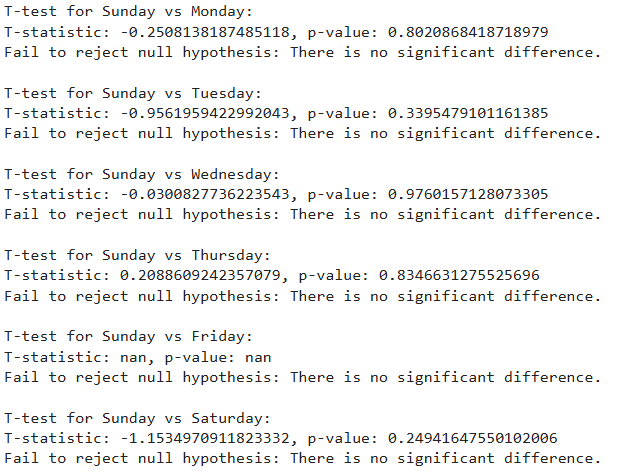 T-test for Sunday vs Monday:
T-statistic: -0.2508138187485118, p-value: 0.8020868418718979
Fail to reject null hypothesis: There is no significant difference.
T-test for Sunday vs Tuesday:
T-statistic: -0.9561959422992043, p-value: 0.3395479101161385
Fail to reject null hypothesis: There is no significant difference.
T-test for Sunday vs Wednesday:
T-statistic: -0.0300827736223543, p-value: 0.9760157128073305
Fail to reject null hypothesis: There is no significant difference.
T-test for Sunday vs Thursday:
T-statistic: 0.2088609242357079, p-value: 0.8346631275525696
Fail to reject null hypothesis: There is no significant difference.
T-test for Sunday vs Friday:
T-statistic: nan, p-value: nan
Fail to reject null hypothesis: There is no significant difference.
T-test for Sunday vs Saturday:
T-statistic: -1.1534970911823332, p-value: 0.24941647550102006
Fail to reject null hypothesis: There is no significant difference.